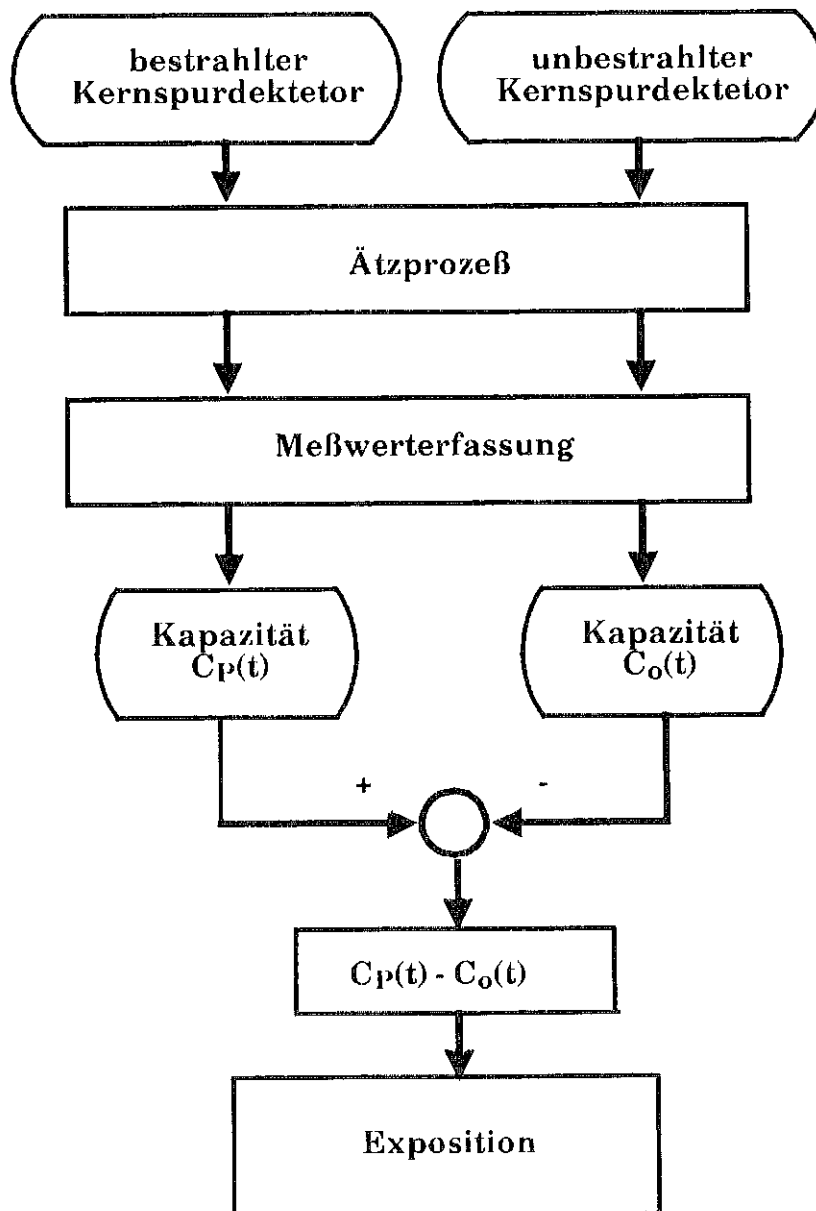 bestrahlter
Kernspurdektetor
unbestrahlter
Kernspurdektetor
Ätzprozeß
Meßwerterfassung
Kapazität
Cp(t)
Kapazität
Co(t)
+
-
Cp(t) - Co(t)
Exposition